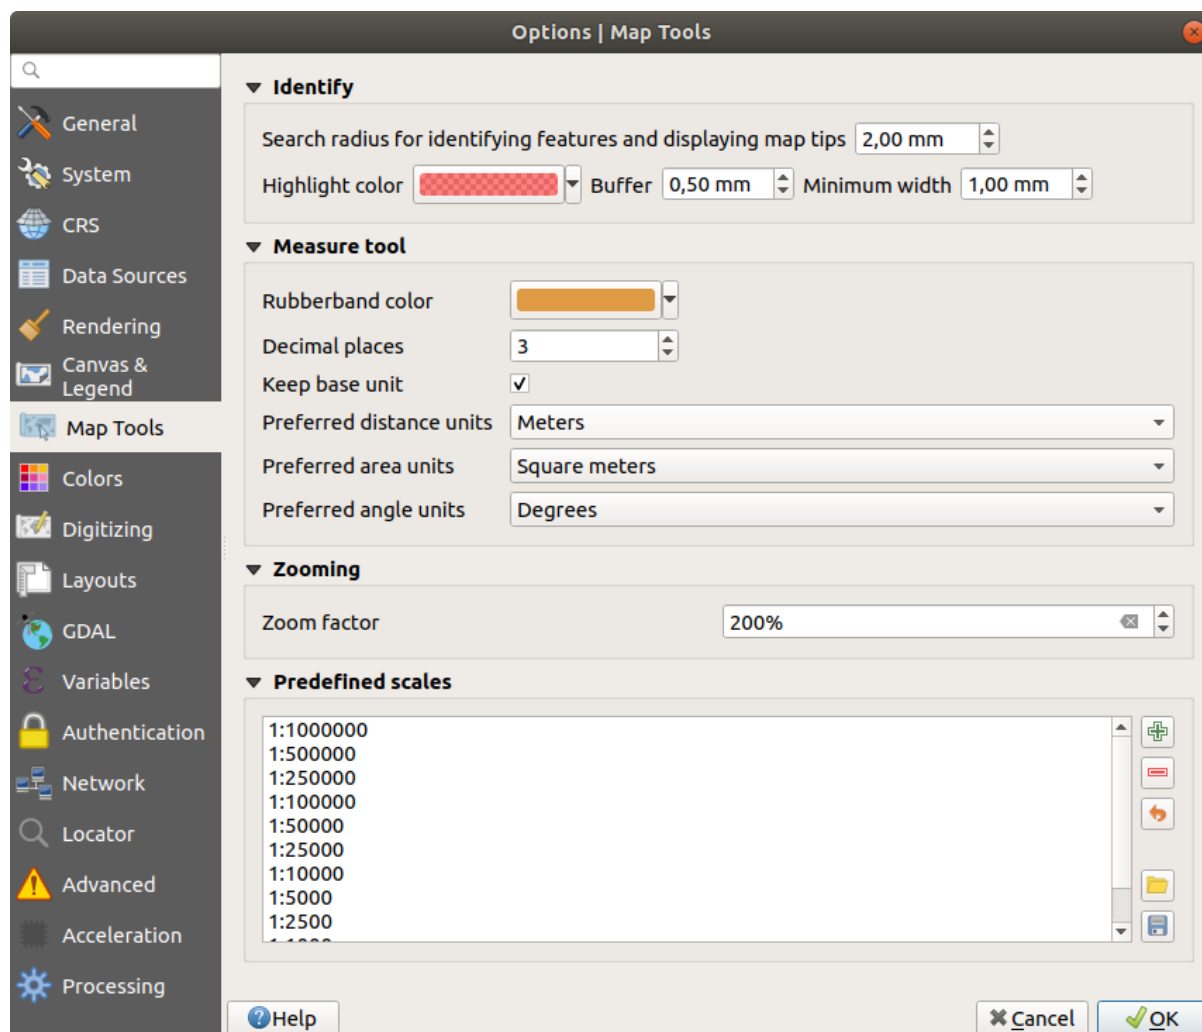 Options | Map Tools
General
System
CRS
Data Sources
Rendering
Canvas &
Legend
Map Tools
Colors
Digitizing
Layouts
GDAL
Variables
Authentication
Network
Locator
Advanced
Acceleration
Processing
Identify
Search radius for identifying features and displaying map tips 2,00 mm
Highlight color Buffer 0,50 mm Minimum width 1,00 mm
Measure tool
Rubberband color
Decimal places 3
Keep base unit
Preferred distance units Meters
Preferred area units Square meters
Preferred angle units Degrees
Zooming
Zoom factor 200%
Predefined scales
1:1000000
1:500000
1:250000
1:100000
1:50000
1:25000
1:10000
1:5000
1:2500
Help Cancel OK